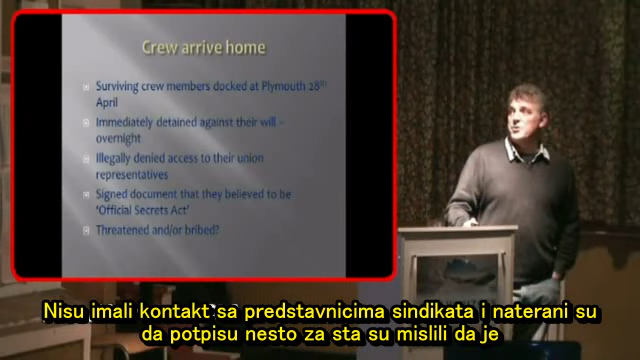 Crew arrive home
Surviving crew members docked at Plymouth 28th
April
Immediately detained against their will –
overnight
Illegally denied access to their union
representatives
Signed document that they believed to be
'Official Secrets Act'
Threatened and/or bribed?
Nisu imali kontakt sa predstavnicima sindikata i naterani su
da potpisu nesto za sta su mislili da je